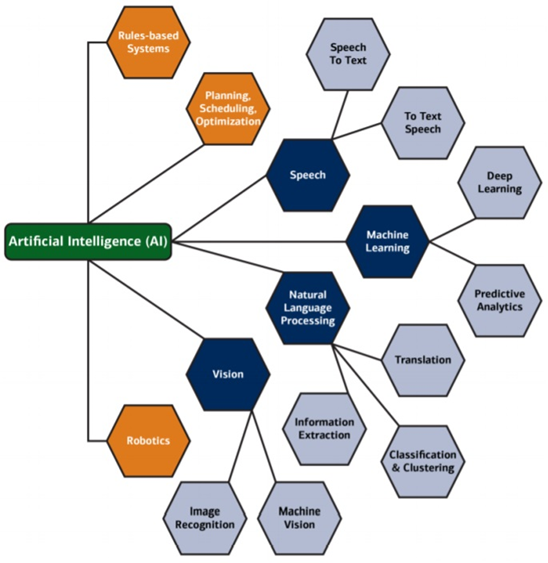 Rules-based
Systems
Planning,
Scheduling,
Optimization
Speech
To Text
To Text
Speech
Speech
Deep
Learning
Artificial Intelligence (AI)
Machine
Learning
Predictive
Analytics
Natural
Language
Processing
Translation
Vision
Information
Extraction
Classification
& Clustering
Robotics
Image
Recognition
Machine
Vision